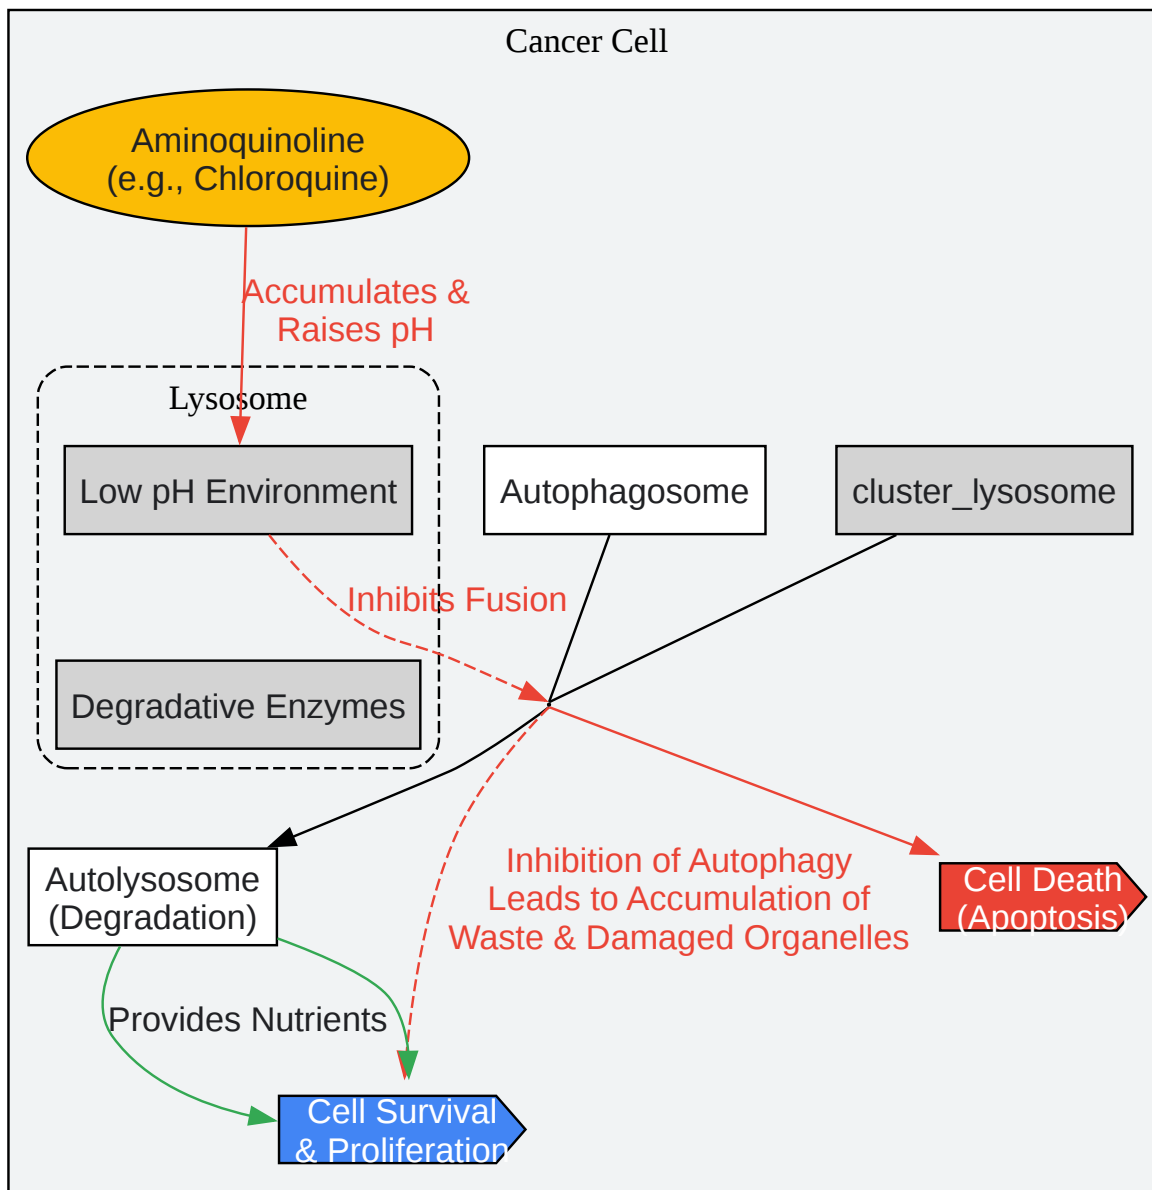 Cancer Cell
Aminoquinoline
(e.g., Chloroquine)
Accumulates &
Raises pH
Lysosome
Low pH Environment
Autophagosome
cluster_lysosome
Inhibits Fusion
Degradative Enzymes
Autolysosome
(Degradation)
Inhibition of Autophagy
Leads to Accumulation of
Waste & Damaged Organelles
Cell Death
(Apoptosis)
Provides Nutrients
Cell Survival
& Proliferation